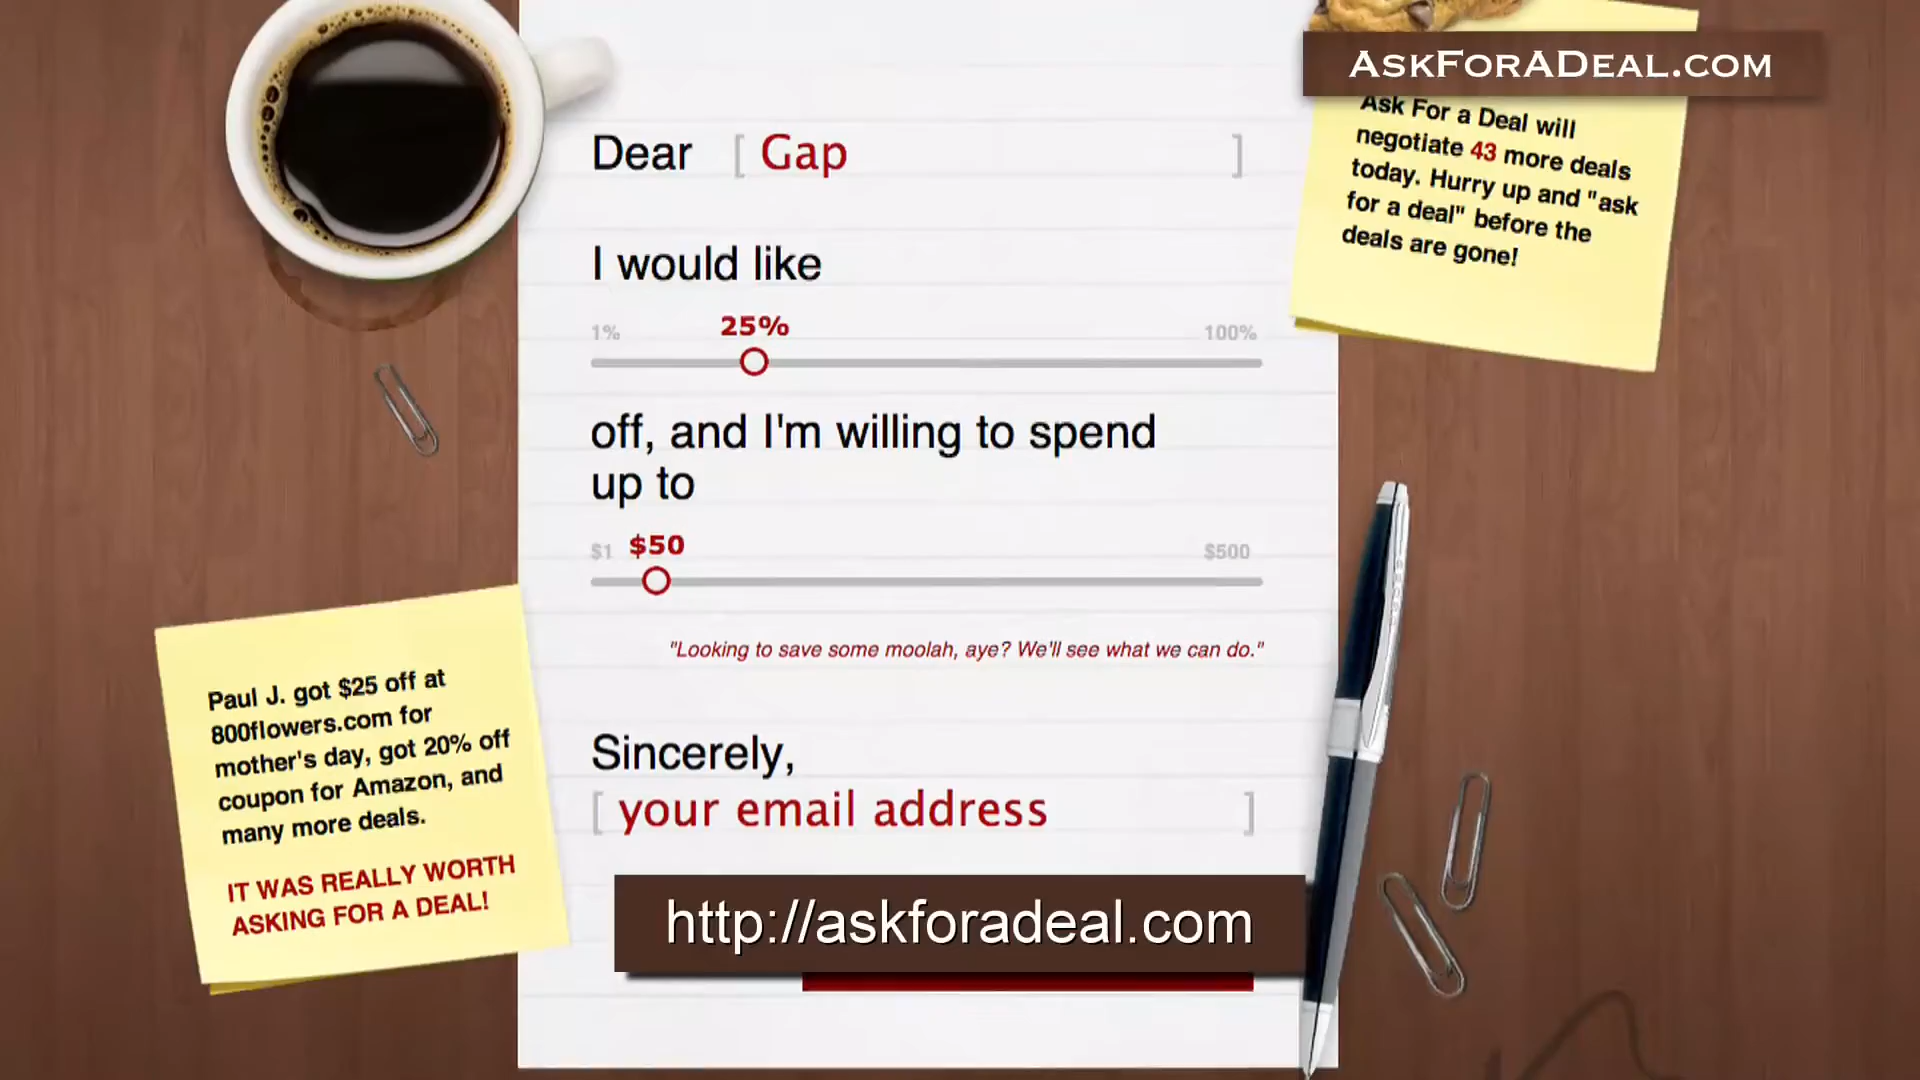 AskForADeal.com
Ask For a Deal will
negotiate 43 more deals
today. Hurry up and "ask
for a deal" before the
deals are gone!
Dear [ Gap ]
I would like
1% 25% 100%
off, and I'm willing to spend
up to
$1 $50 $500
"Looking to save some moolah, aye? We'll see what we can do."
Sincerely,
[ your email address ]
Paul J. got $25 off at
800flowers.com for
mother's day, got 20% off
coupon for Amazon, and
many more deals.
IT WAS REALLY WORTH
ASKING FOR A DEAL!
http://askforadeal.com